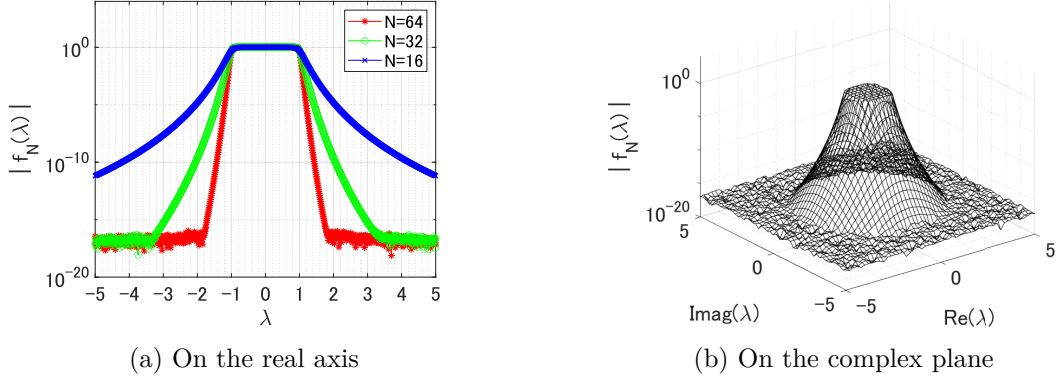 10^0
10^-10
10^-20
-5 -4 -3 -2 -1 0 1 2 3 4 5
λ
| f_N(λ) |
N=64
N=32
N=16
(a) On the real axis
10^0
10^-20
| f_N(λ) |
5
0
-5
Imag(λ)
-5
0
5
Re(λ)
(b) On the complex plane